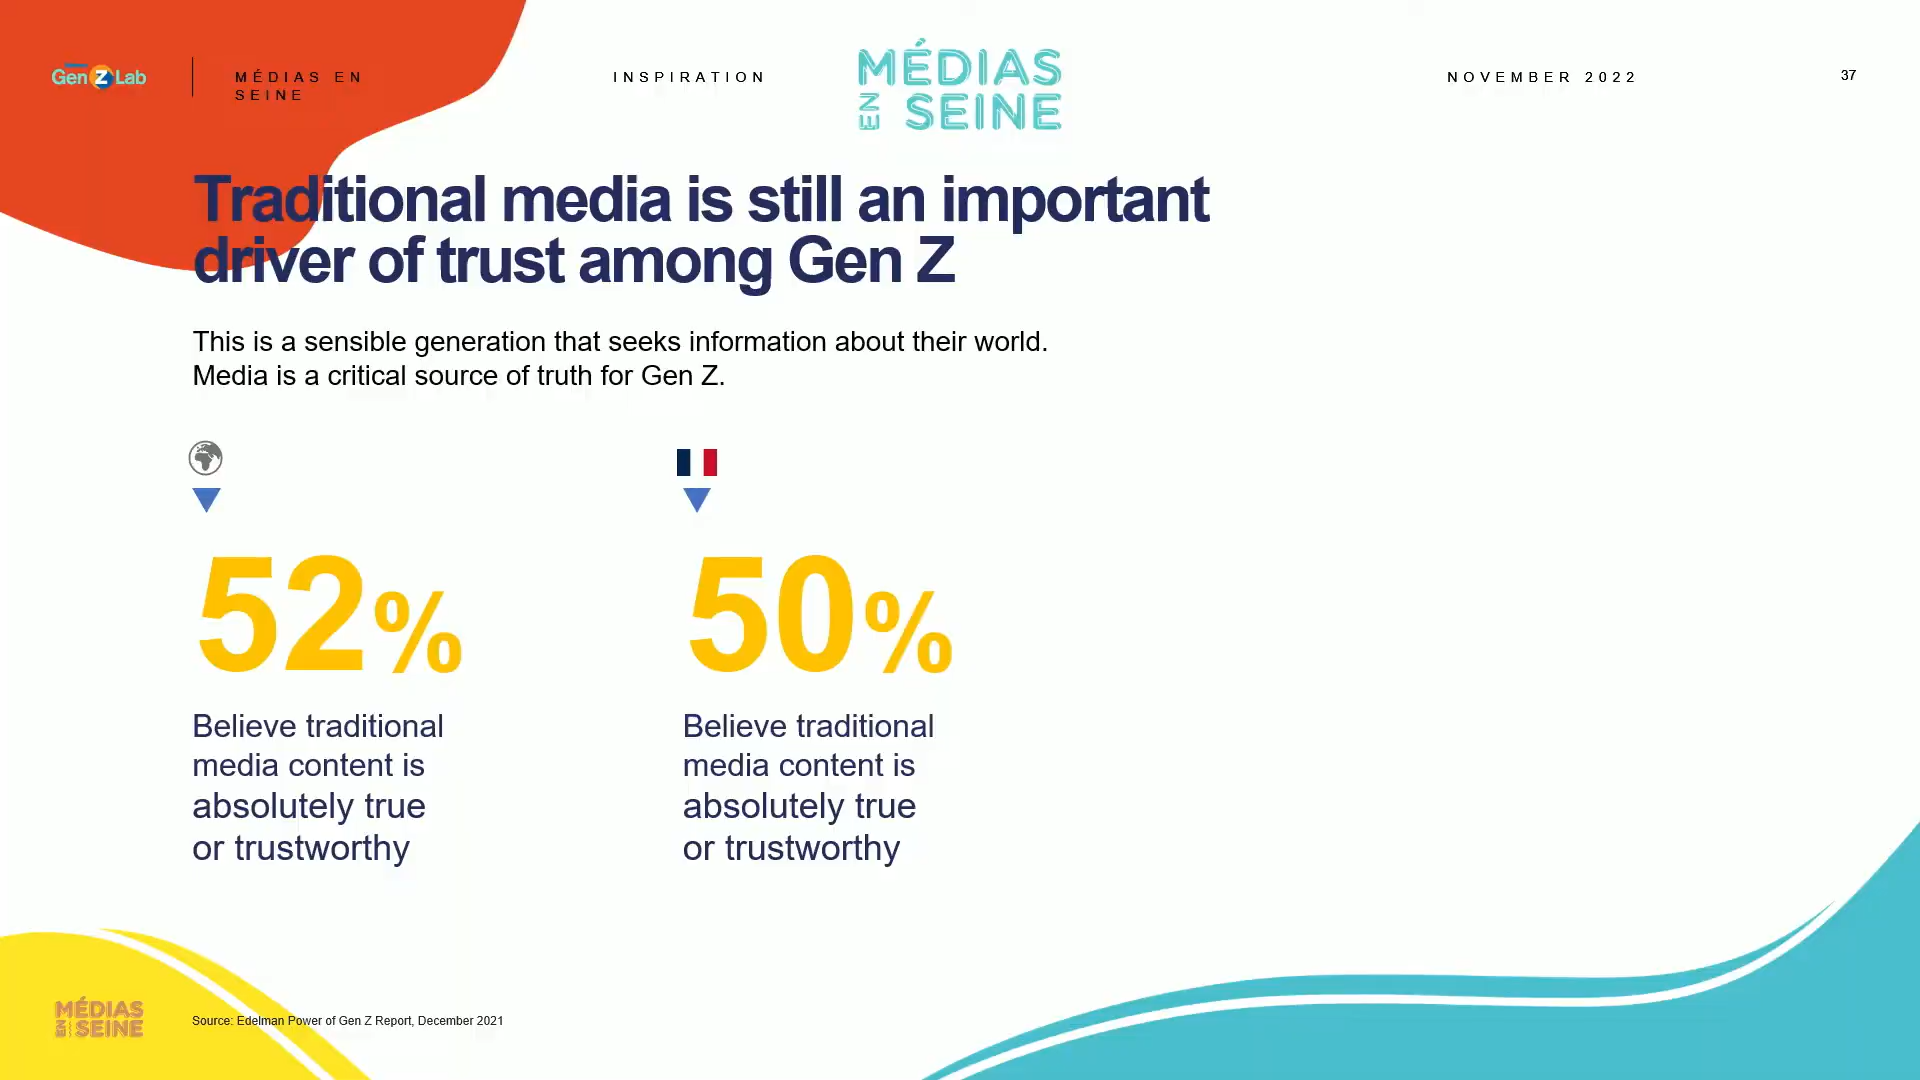 Gen Z Lab
MÉDIAS EN
SEINE
INSPIRATION
MÉDIAS
EN SEINE
NOVEMBER 2022
37
Traditional media is still an important
driver of trust among Gen Z
This is a sensible generation that seeks information about their world.
Media is a critical source of truth for Gen Z.
52%
Believe traditional
media content is
absolutely true
or trustworthy
50%
Believe traditional
media content is
absolutely true
or trustworthy
MÉDIAS
EN SEINE
Source: Edelman Power of Gen Z Report, December 2021